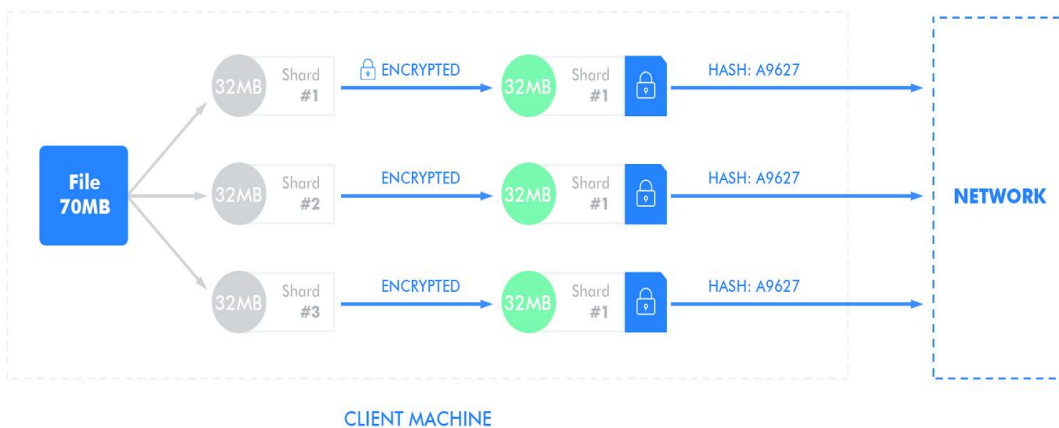 32MB Shard #1 ENCRYPTED 32MB Shard #1 HASH: A9627
File 70MB
32MB Shard #2 ENCRYPTED 32MB Shard #1 HASH: A9627
NETWORK
32MB Shard #3 ENCRYPTED 32MB Shard #1 HASH: A9627
CLIENT MACHINE